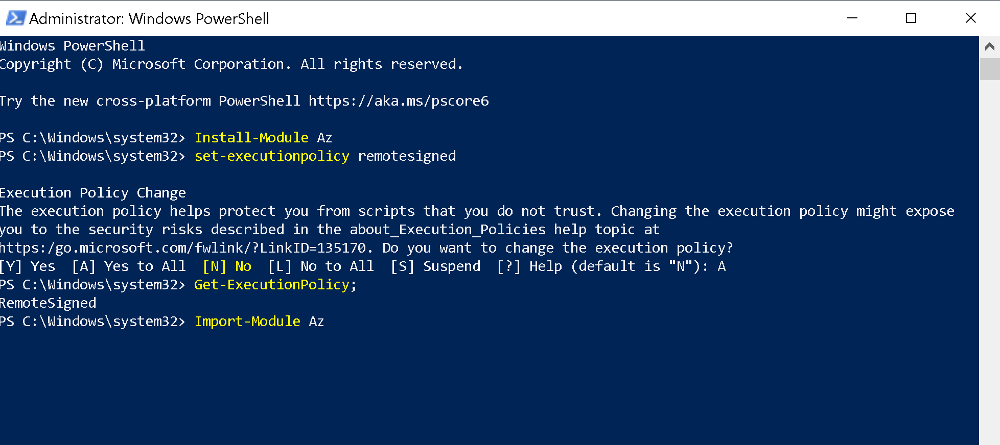 Administrator: Windows PowerShell
Windows PowerShell
Copyright (C) Microsoft Corporation. All rights reserved.
Try the new cross-platform PowerShell https://aka.ms/pscore6
PS C:\Windows\system32> Install-Module Az
PS C:\Windows\system32> set-executionpolicy remotesigned
Execution Policy Change
The execution policy helps protect you from scripts that you do not trust. Changing the execution policy might expose
you to the security risks described in the about_Execution_Policies help topic at
https:/go.microsoft.com/fwlink/?LinkID=135170. Do you want to change the execution policy?
[Y] Yes  [A] Yes to All  [N] No  [L] No to All  [S] Suspend  [?] Help (default is "N"): A
PS C:\Windows\system32> Get-ExecutionPolicy;
RemoteSigned
PS C:\Windows\system32> Import-Module Az